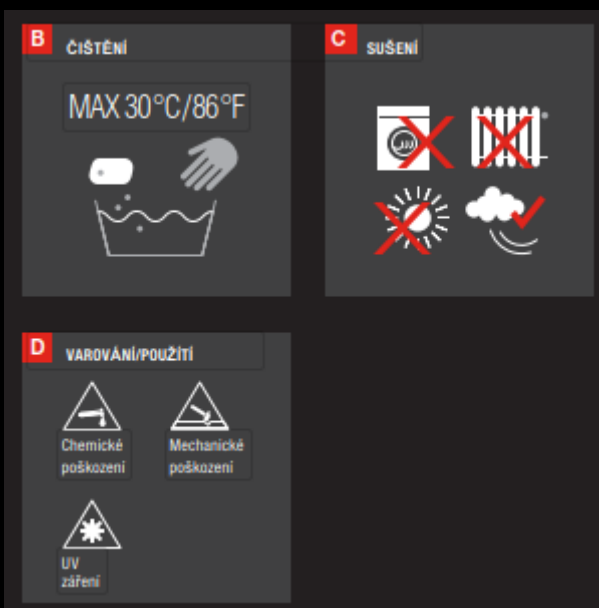 B ČIŠTĚNÍ
MAX 30°C/86°F
C SUŠENÍ
D VAROVÁNÍ/POUŽITÍ
Chemické
poškození
Mechanické
poškození
UV
záření